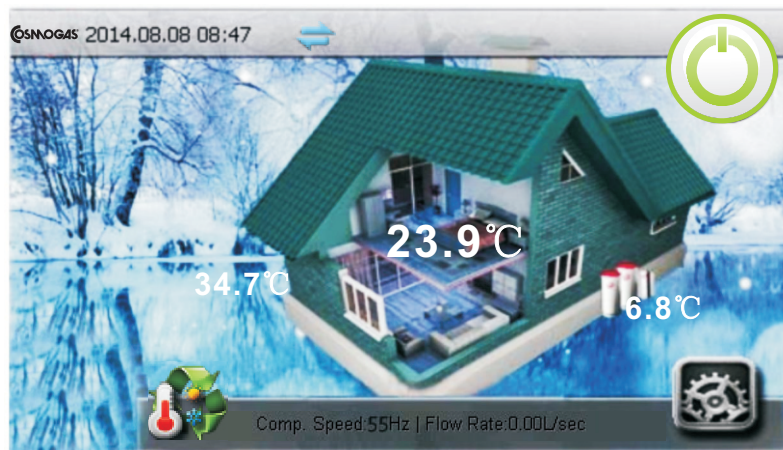 COSMOGAS 2014.08.08 08:47
23.9℃
34.7℃
6.8℃
Comp. Speed:55Hz | Flow Rate:0.00L/sec